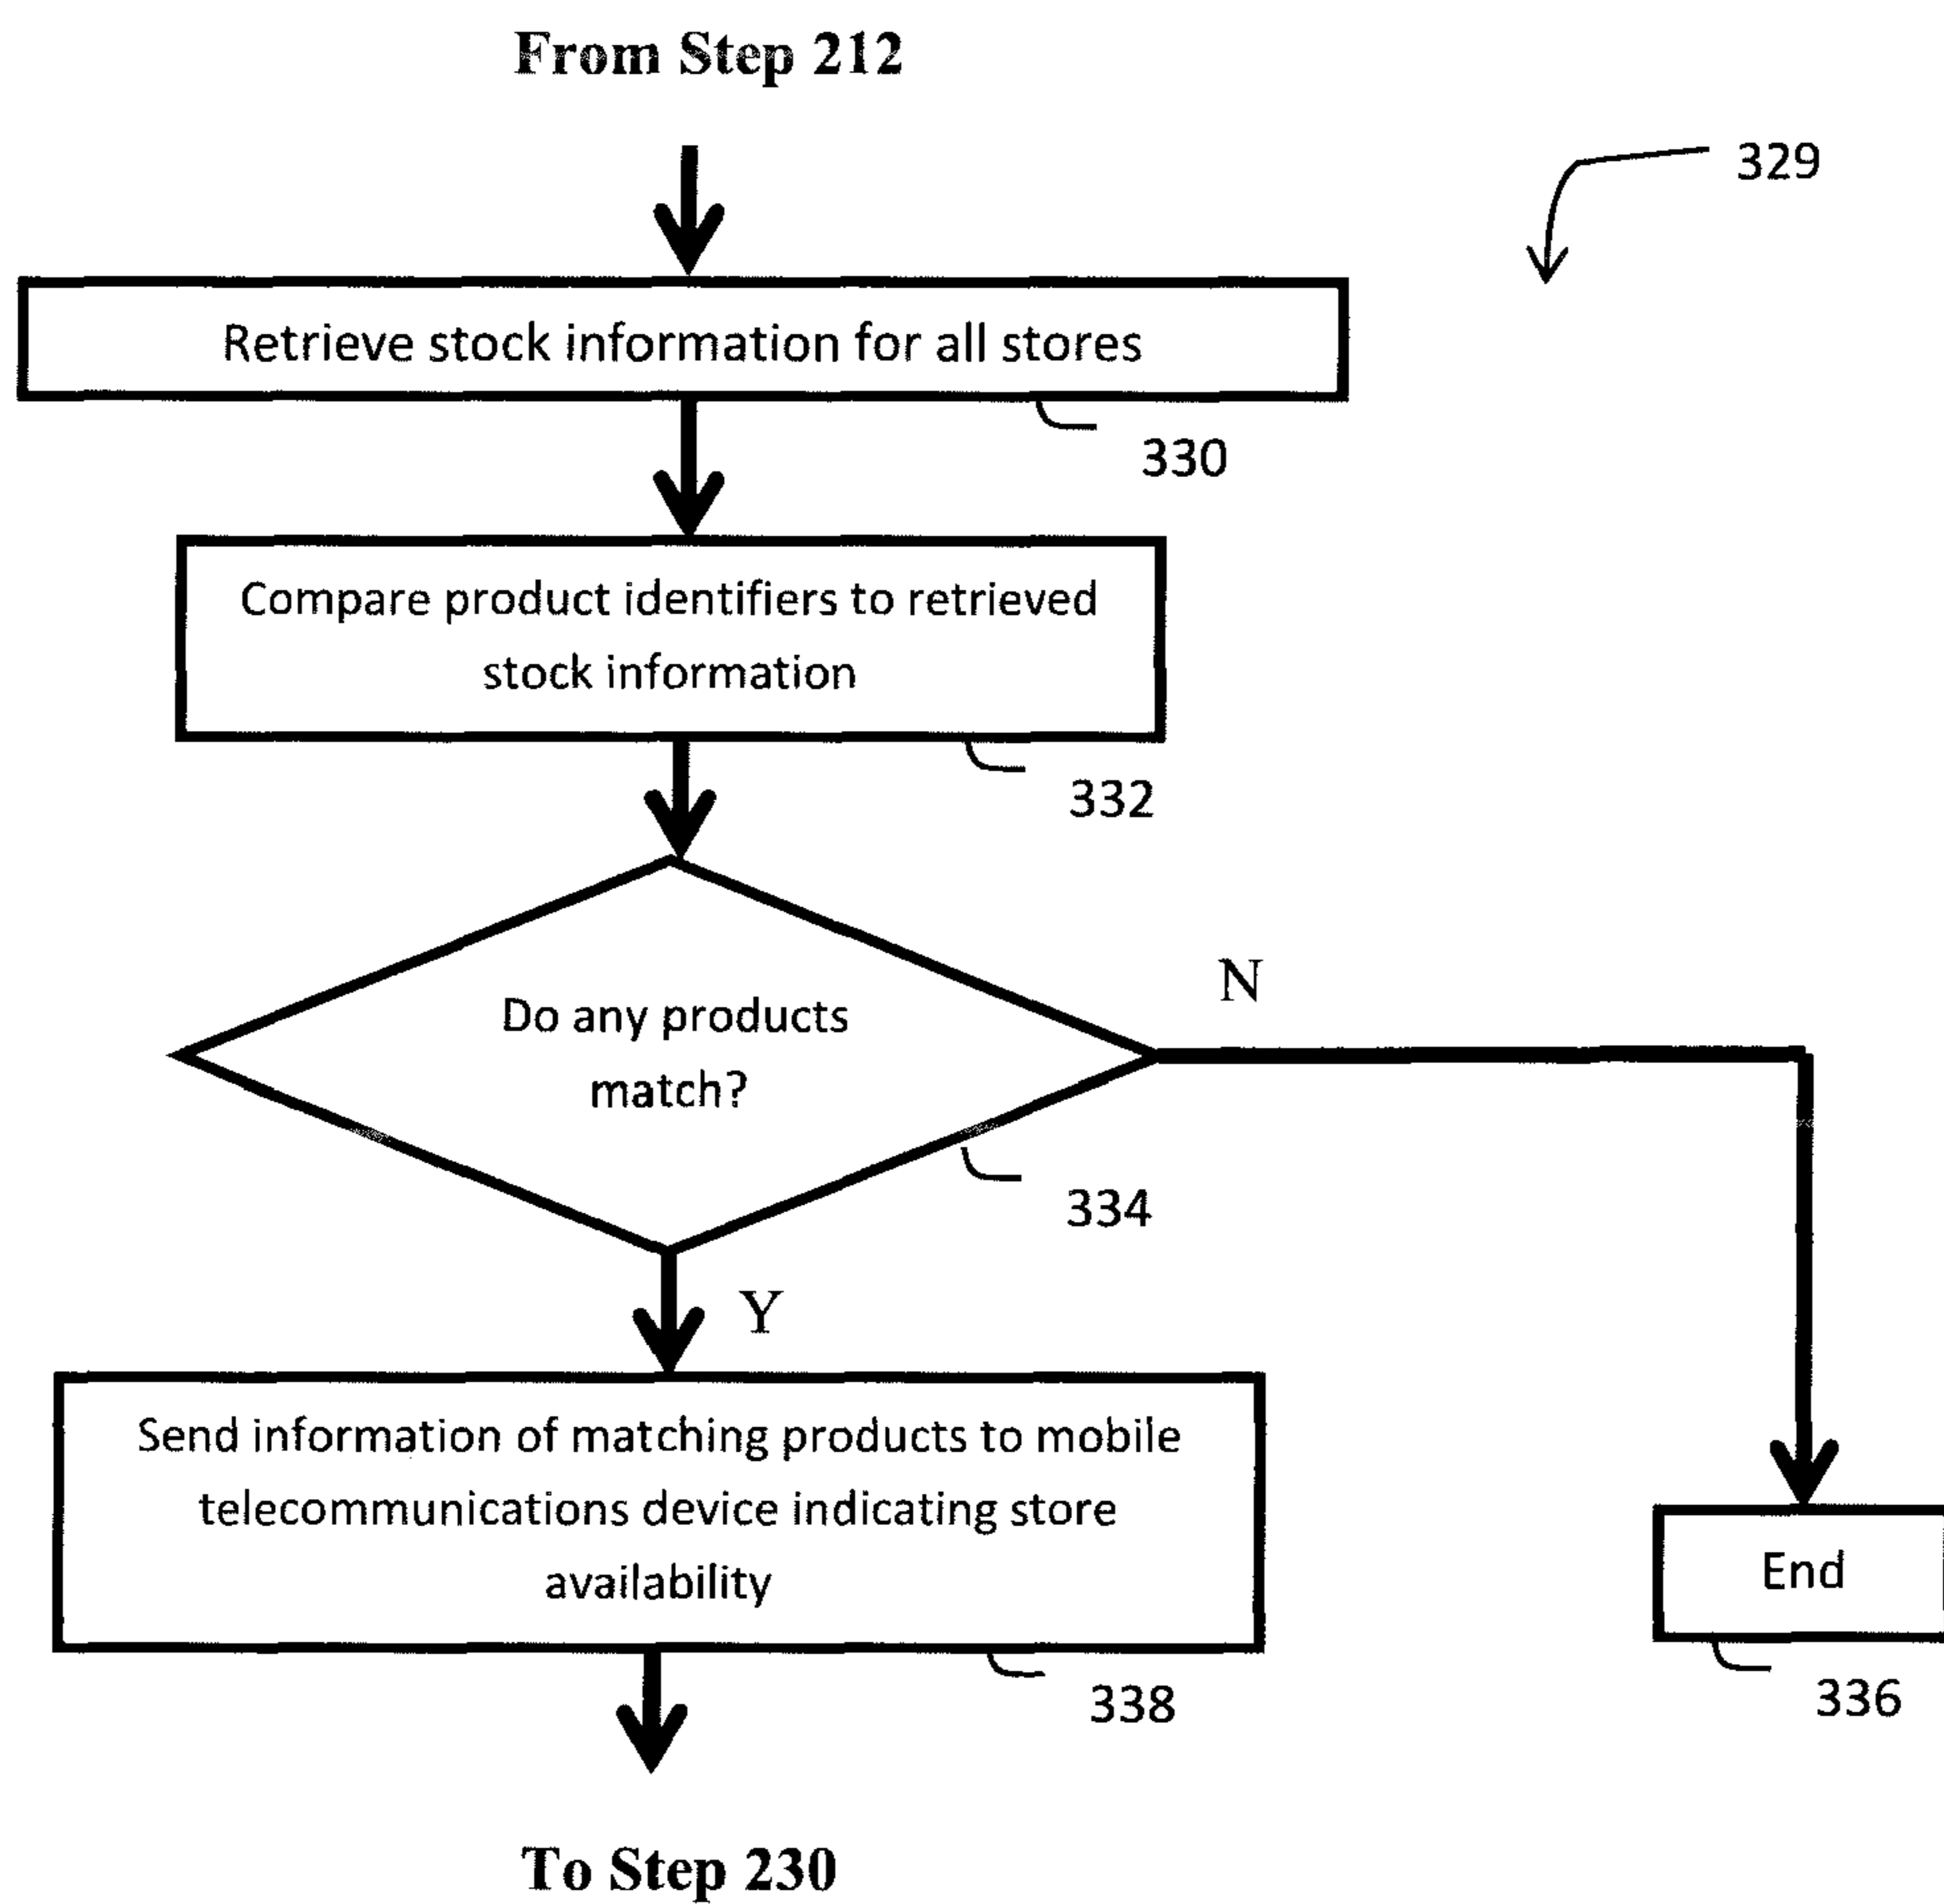 From Step 212
329
Retrieve stock information for all stores
330
Compare product identifiers to retrieved
stock information
332
Do any products
match?
N
334
Y
Send information of matching products to mobile
telecommunications device indicating store
availability
338
End
336
To Step 230